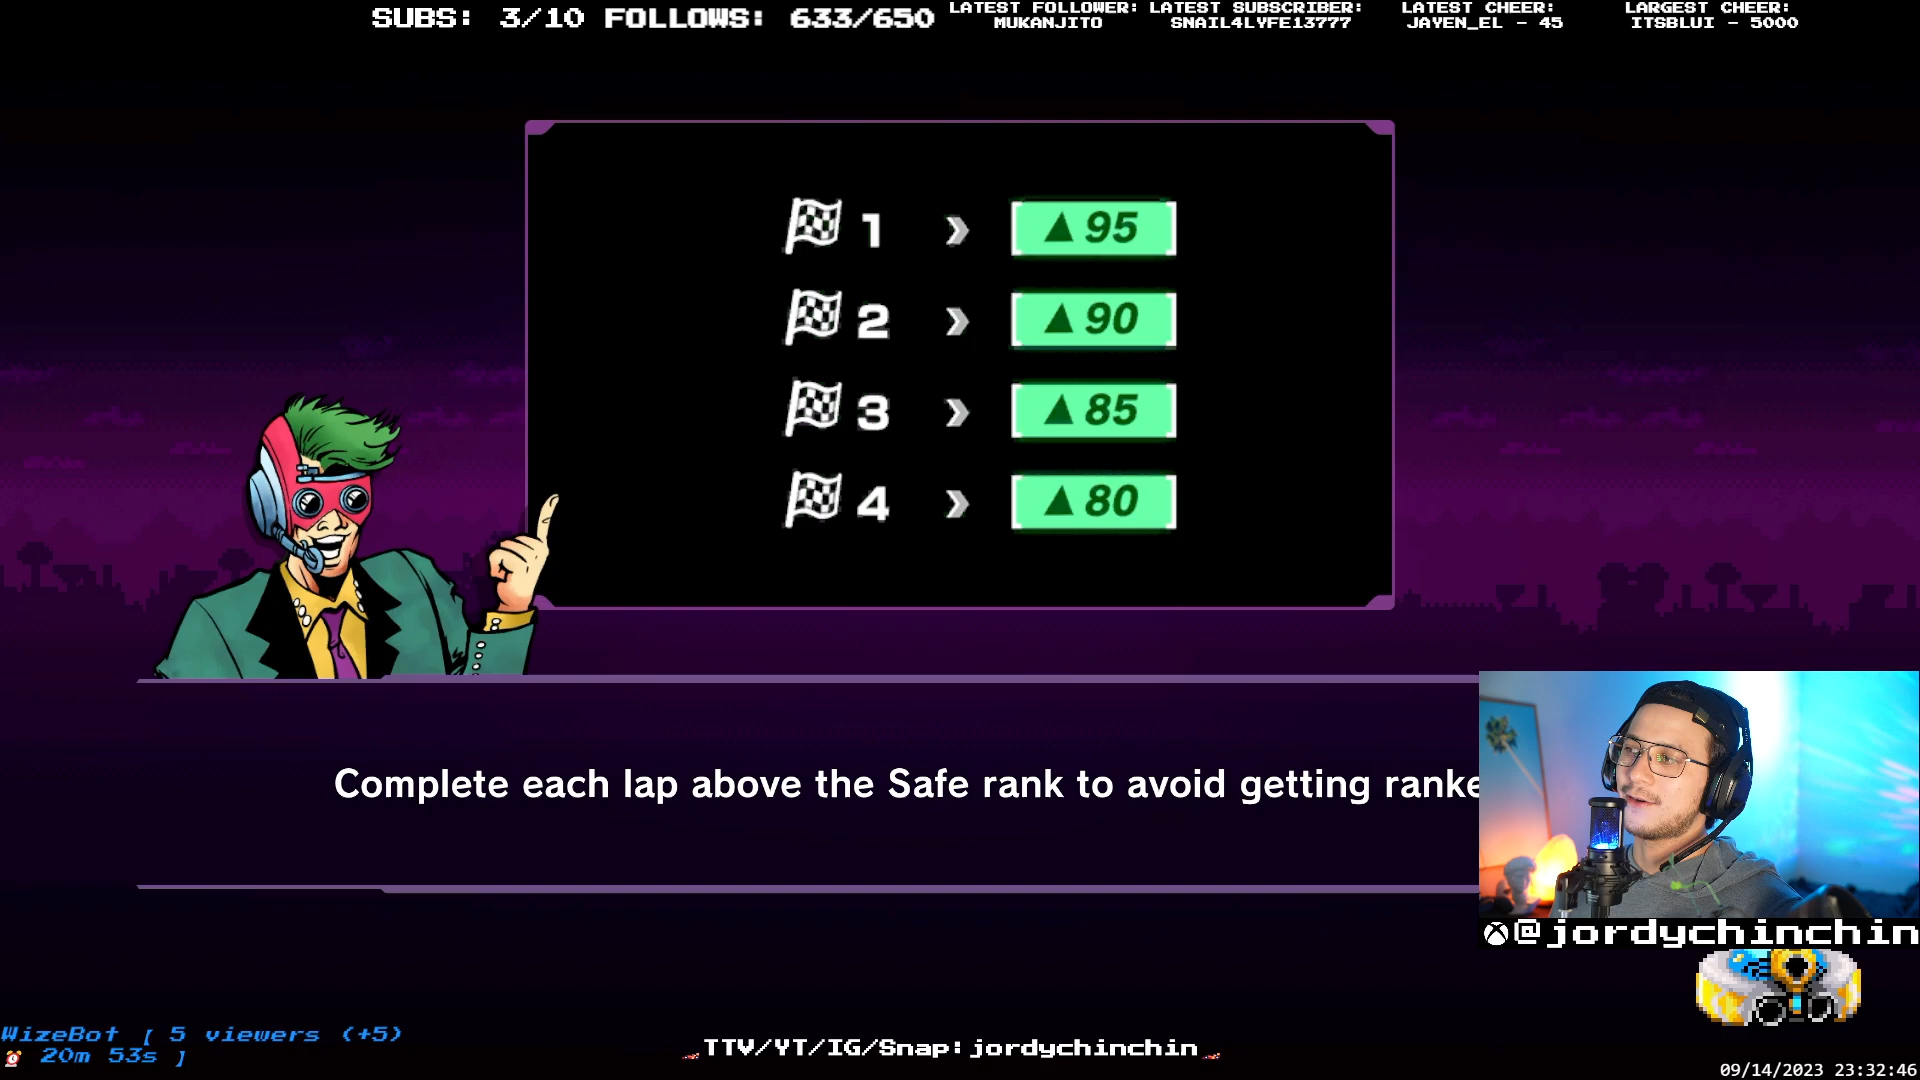 SUBS: 3/10 FOLLOWS: 633/650
LATEST FOLLOWER:
MUKANJITO
LATEST SUBSCRIBER:
SNAIL4LYFE13777
LATEST CHEER:
JAYEN_EL - 45
LARGEST CHEER:
ITSBLUI - 5000
1 › ▲95
2 › ▲90
3 › ▲85
4 › ▲80
Complete each lap above the Safe rank to avoid getting ranke
@jordychinchin
WizeBot [ 5 viewers (+5)
20m 53s ]
TTV/YT/IG/Snap:jordychinchin
09/14/2023 23:32:46